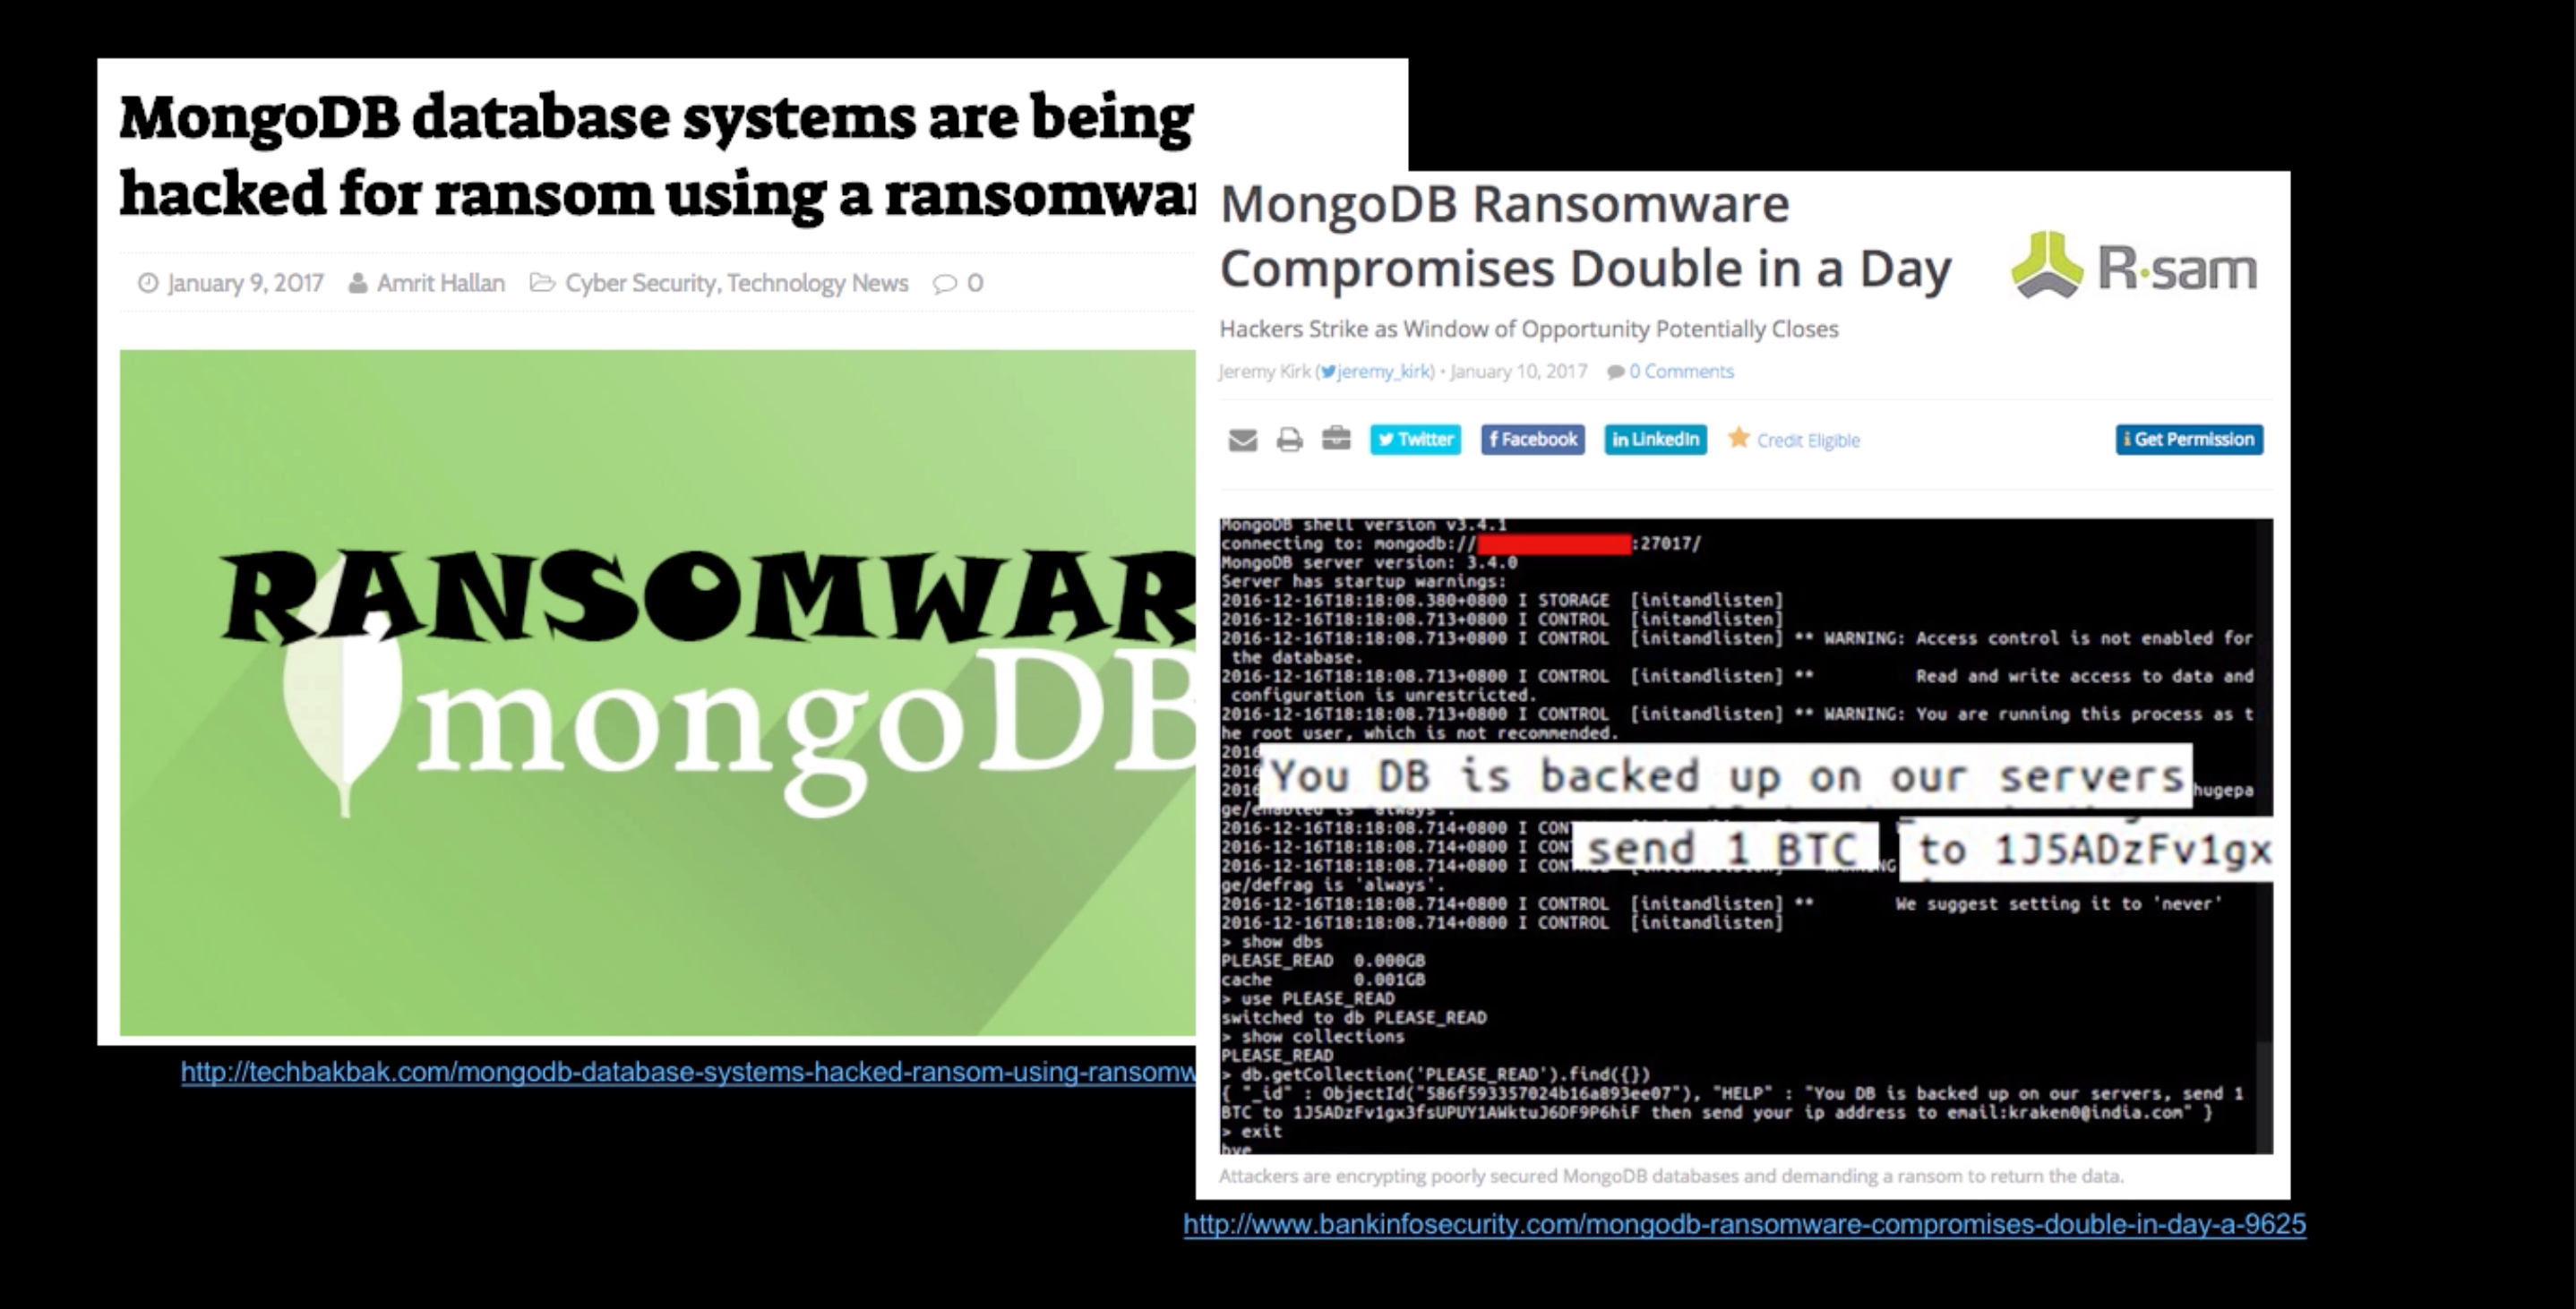 MongoDB database systems are being
hacked for ransom using a
January 9, 2017 Amrit Hallan Cyber Security, Technology News 0
RANSOMWAR
mongoDB
http://techbakbak.com/mongodb-database-systems-hacked-ransom-using-ransomw
MongoDB Ransomware
Compromises Double in a Day
R·sam
Hackers Strike as Window of Opportunity Potentially Closes
Jeremy Kirk (jeremy_kirk) • January 10, 2017 0 Comments
Twitter Facebook LinkedIn Credit Eligible Get Permission
MongoDB shell version v3.4.1
connecting to: mongodb:// :27017/
MongoDB server version: 3.4.0
Server has startup warnings:
2016-12-16T18:18:08.380+0800 I STORAGE [initandlisten]
2016-12-16T18:18:08.713+0800 I CONTROL [initandlisten]
2016-12-16T18:18:08.713+0800 I CONTROL [initandlisten] ** WARNING: Access control is not enabled for
the database.
2016-12-16T18:18:08.713+0800 I CONTROL [initandlisten] ** Read and write access to data and
configuration is unrestricted.
2016-12-16T18:18:08.713+0800 I CONTROL [initandlisten] ** WARNING: You are running this process as t
he root user, which is not recommended.
2016
You DB is backed up on our servers
2016
2016 hugepa
2016-12-16T18:18:08.714+0800 I CON
send 1 BTC to 1J5ADzFv1gx
2016-12-16T18:18:08.714+0800 I CON
2016-12-16T18:18:08.714+0800 I CON NG
ge/defrag is 'always'.
2016-12-16T18:18:08.714+0800 I CONTROL [initandlisten] ** We suggest setting it to 'never'
2016-12-16T18:18:08.714+0800 I CONTROL [initandlisten]
> show dbs
PLEASE_READ 0.000GB
cache 0.001GB
> use PLEASE_READ
switched to db PLEASE_READ
> show collections
PLEASE_READ
> db.getCollection('PLEASE_READ').find({})
{ "_id" : ObjectId("586f593357024b16a893ee07"), "HELP" : "You DB is backed up on our servers, send 1
BTC to 1J5ADzFv1gx3fsUPUY1AWktuJ6DF9P6hiF then send your ip address to email:kraken0@india.com" }
> exit
bye
Attackers are encrypting poorly secured MongoDB databases and demanding a ransom to return the data.
http://www.bankinfosecurity.com/mongodb-ransomware-compromises-double-in-day-a-9625